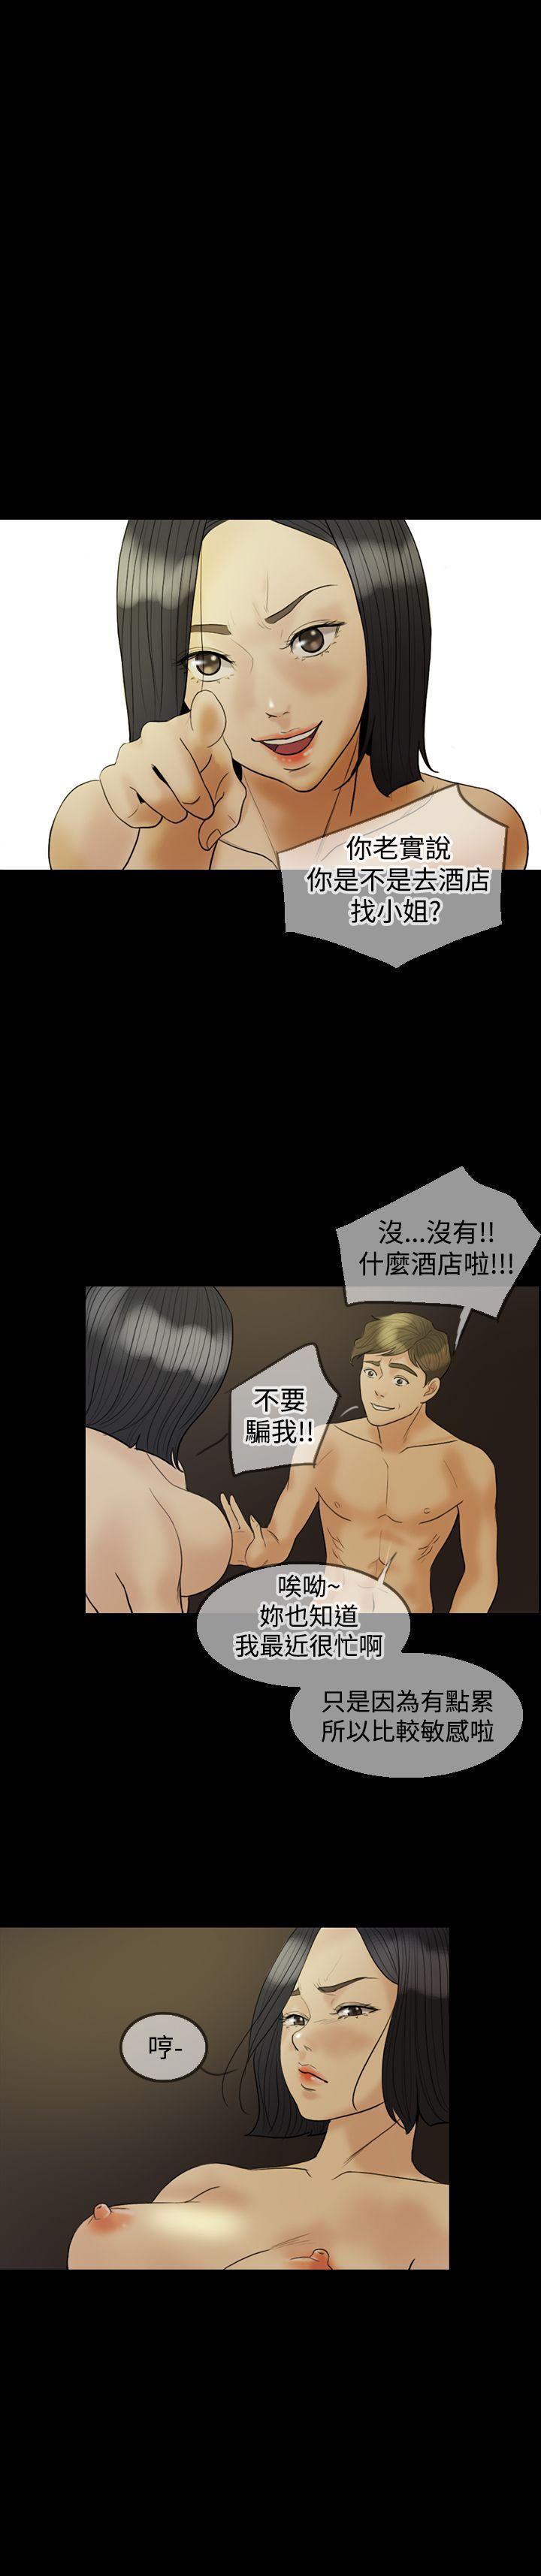 你老實說
你是不是去酒店
找小姐?
沒...沒有!!
什麼酒店啦!!!
不要
騙我!!
唉呦~
妳也知道
我最近很忙啊
只是因為有點累
所以比較敏感啦
哼-